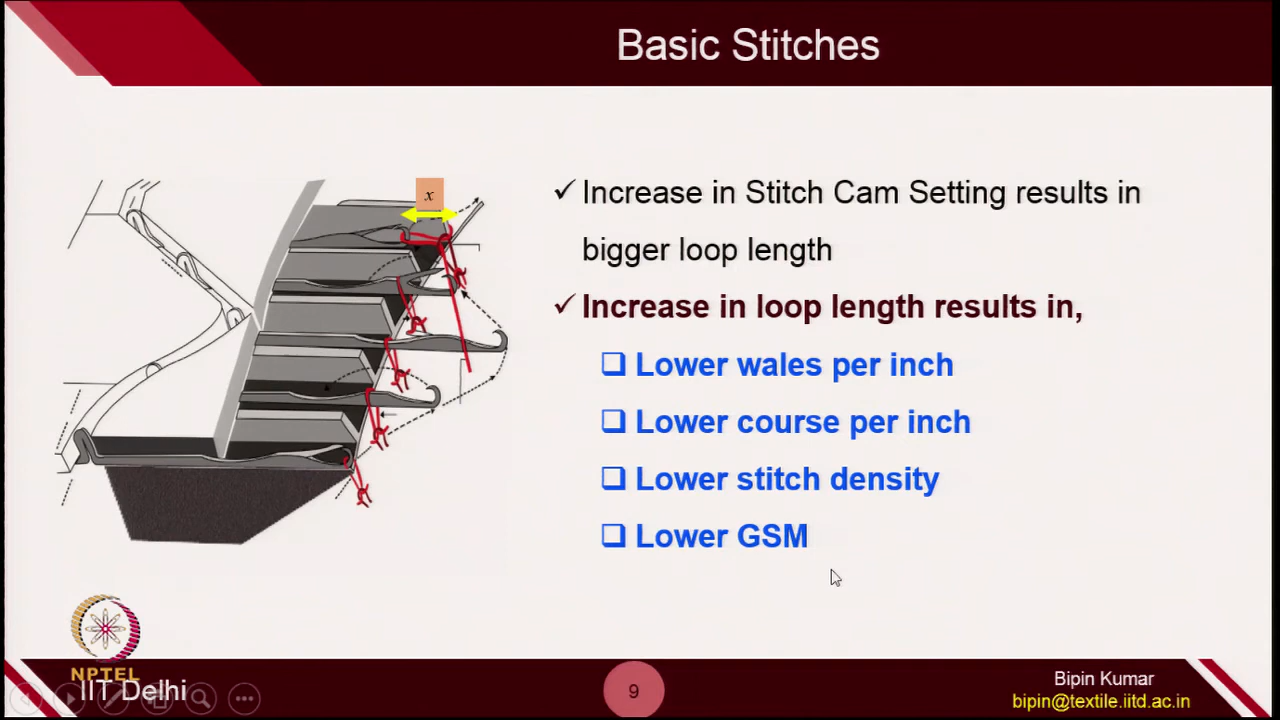 Basic Stitches
x
✓ Increase in Stitch Cam Setting results in
bigger loop length
✓ Increase in loop length results in,
❑ Lower wales per inch
❑ Lower course per inch
❑ Lower stitch density
❑ Lower GSM
NPTEL
IIT Delhi
9
Bipin Kumar
bipin@textile.iitd.ac.in